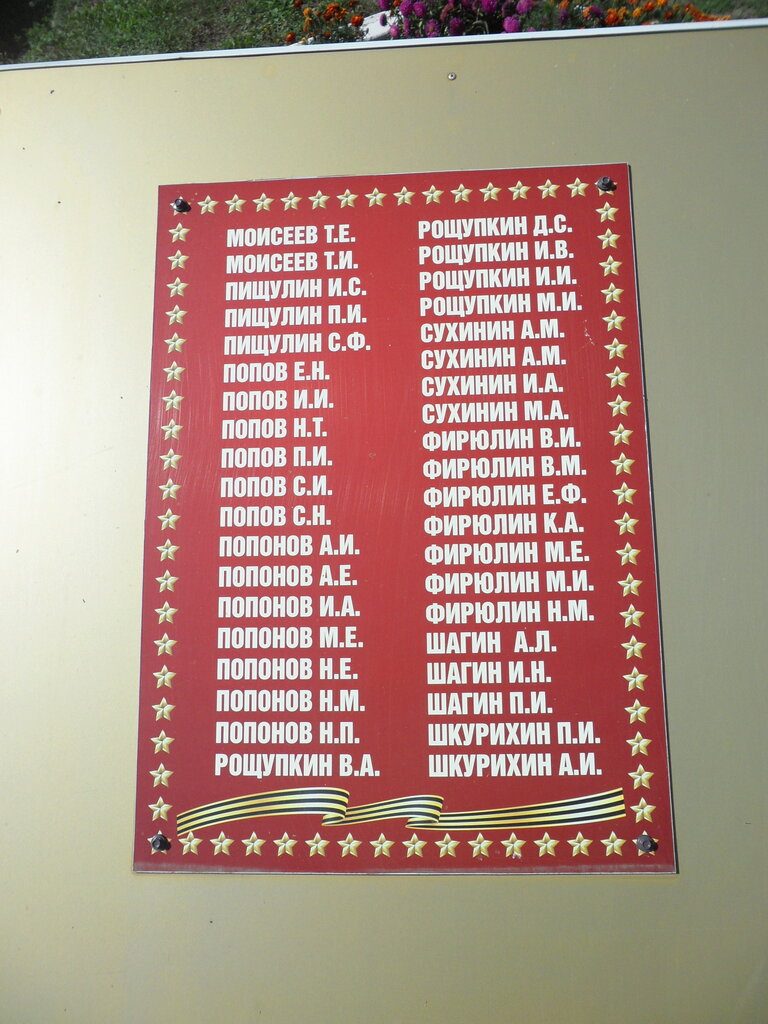 МОИСЕЕВ Т.Е.
МОИСЕЕВ Т.И.
ПИЩУЛИН И.С.
ПИЩУЛИН П.И.
ПИЩУЛИН С.Ф.
ПОПОВ Е.Н.
ПОПОВ И.И.
ПОПОВ Н.Т.
ПОПОВ П.И.
ПОПОВ С.И.
ПОПОВ С.Н.
ПОПОНОВ А.И.
ПОПОНОВ А.Е.
ПОПОНОВ И.А.
ПОПОНОВ М.Е.
ПОПОНОВ Н.Е.
ПОПОНОВ Н.М.
ПОПОНОВ Н.П.
РОЩУПКИН В.А.
РОЩУПКИН Д.С.
РОЩУПКИН И.В.
РОЩУПКИН И.И.
РОЩУПКИН М.И.
СУХИНИН А.М.
СУХИНИН А.М.
СУХИНИН И.А.
СУХИНИН М.А.
ФИРЮЛИН В.И.
ФИРЮЛИН В.М.
ФИРЮЛИН Е.Ф.
ФИРЮЛИН К.А.
ФИРЮЛИН М.Е.
ФИРЮЛИН М.И.
ФИРЮЛИН Н.М.
ШАГИН А.Л.
ШАГИН И.Н.
ШАГИН П.И.
ШКУРИХИН П.И.
ШКУРИХИН А.И.